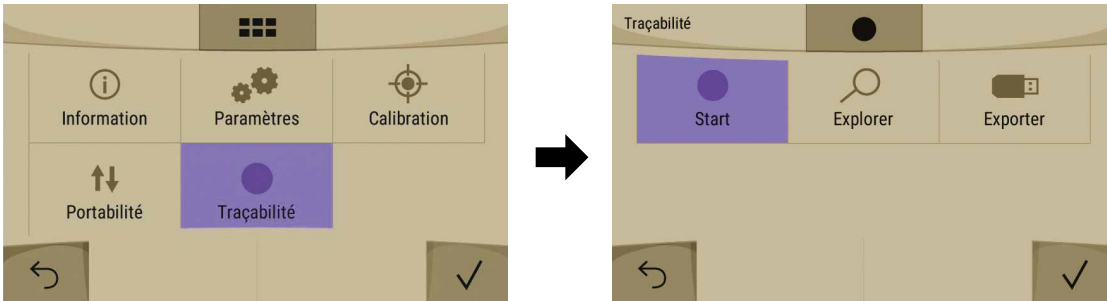 Information
Paramètres
Calibration
Portabilité
Traçabilité
Traçabilité
Start
Explorer
Exporter